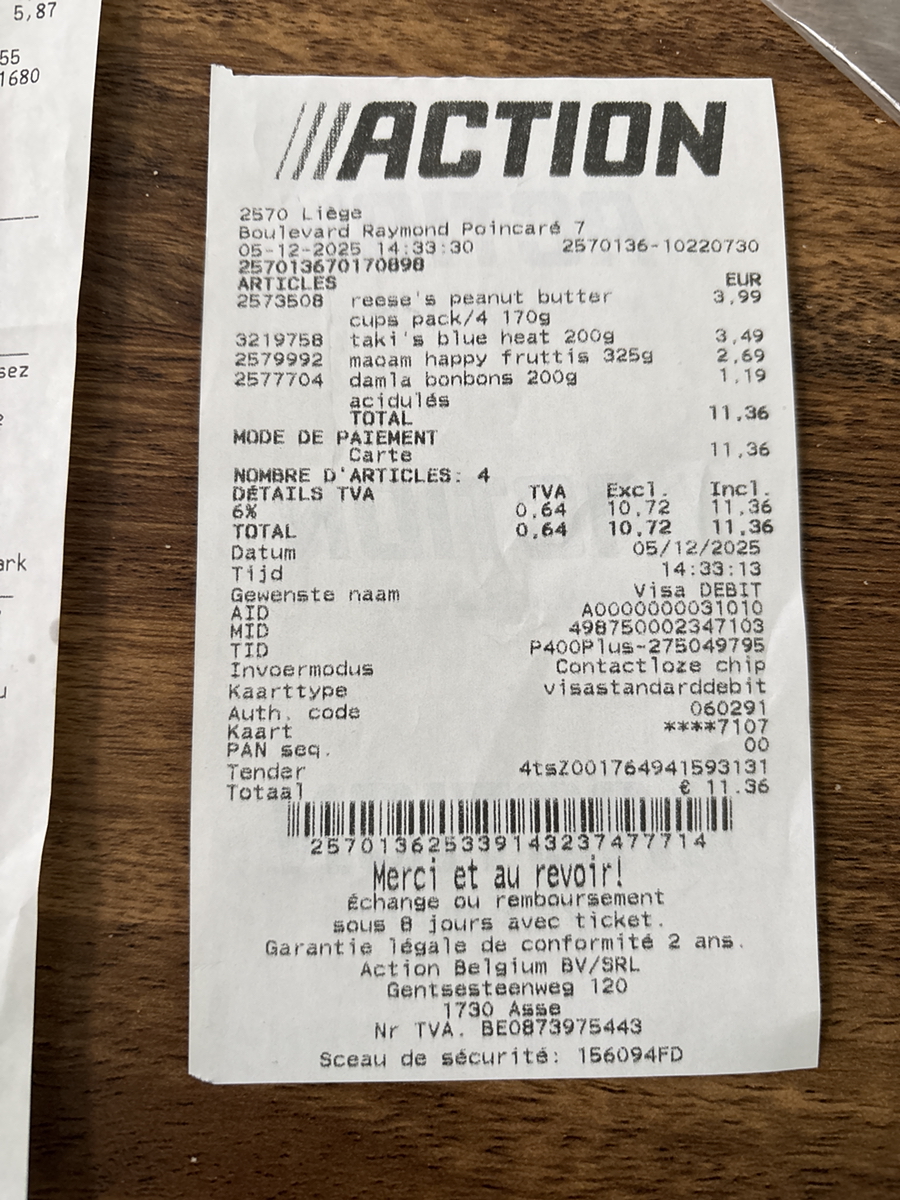 5,87
55
1680
sez
ark
ACTION
2570 Liège
Boulevard Raymond Poincaré 7
05-12-2025 14:33:30 2570136-10220730
257013670170898
ARTICLES EUR
2573508 reese's peanut butter 3,99
cups pack/4 170g
3219758 taki's blue heat 200g 3,49
2579992 maoam happy fruttis 325g 2,69
2577704 damla bonbons 200g 1,19
acidulés
TOTAL 11,36
MODE DE PAIEMENT
Carte 11,36
NOMBRE D'ARTICLES: 4
DÉTAILS TVA TVA Excl. Incl.
6% 0,64 10,72 11,36
TOTAL 0,64 10,72 11,36
Datum 05/12/2025
Tijd 14:33:13
Gewenste naam Visa DEBIT
AID A0000000031010
MID 498750002347103
TID P400Plus-275049795
Invoermodus Contactloze chip
Kaarttype visastandarddebit
Auth. code 060291
Kaart ****7107
PAN seq. 00
Tender 4tsZ001764941593131
Totaal € 11.36
257013625339143237477714
Merci et au revoir!
Échange ou remboursement
sous 8 jours avec ticket.
Garantie légale de conformité 2 ans.
Action Belgium BV/SRL
Gentsesteenweg 120
1730 Asse
Nr TVA. BE0873975443
Sceau de sécurité: 156094FD